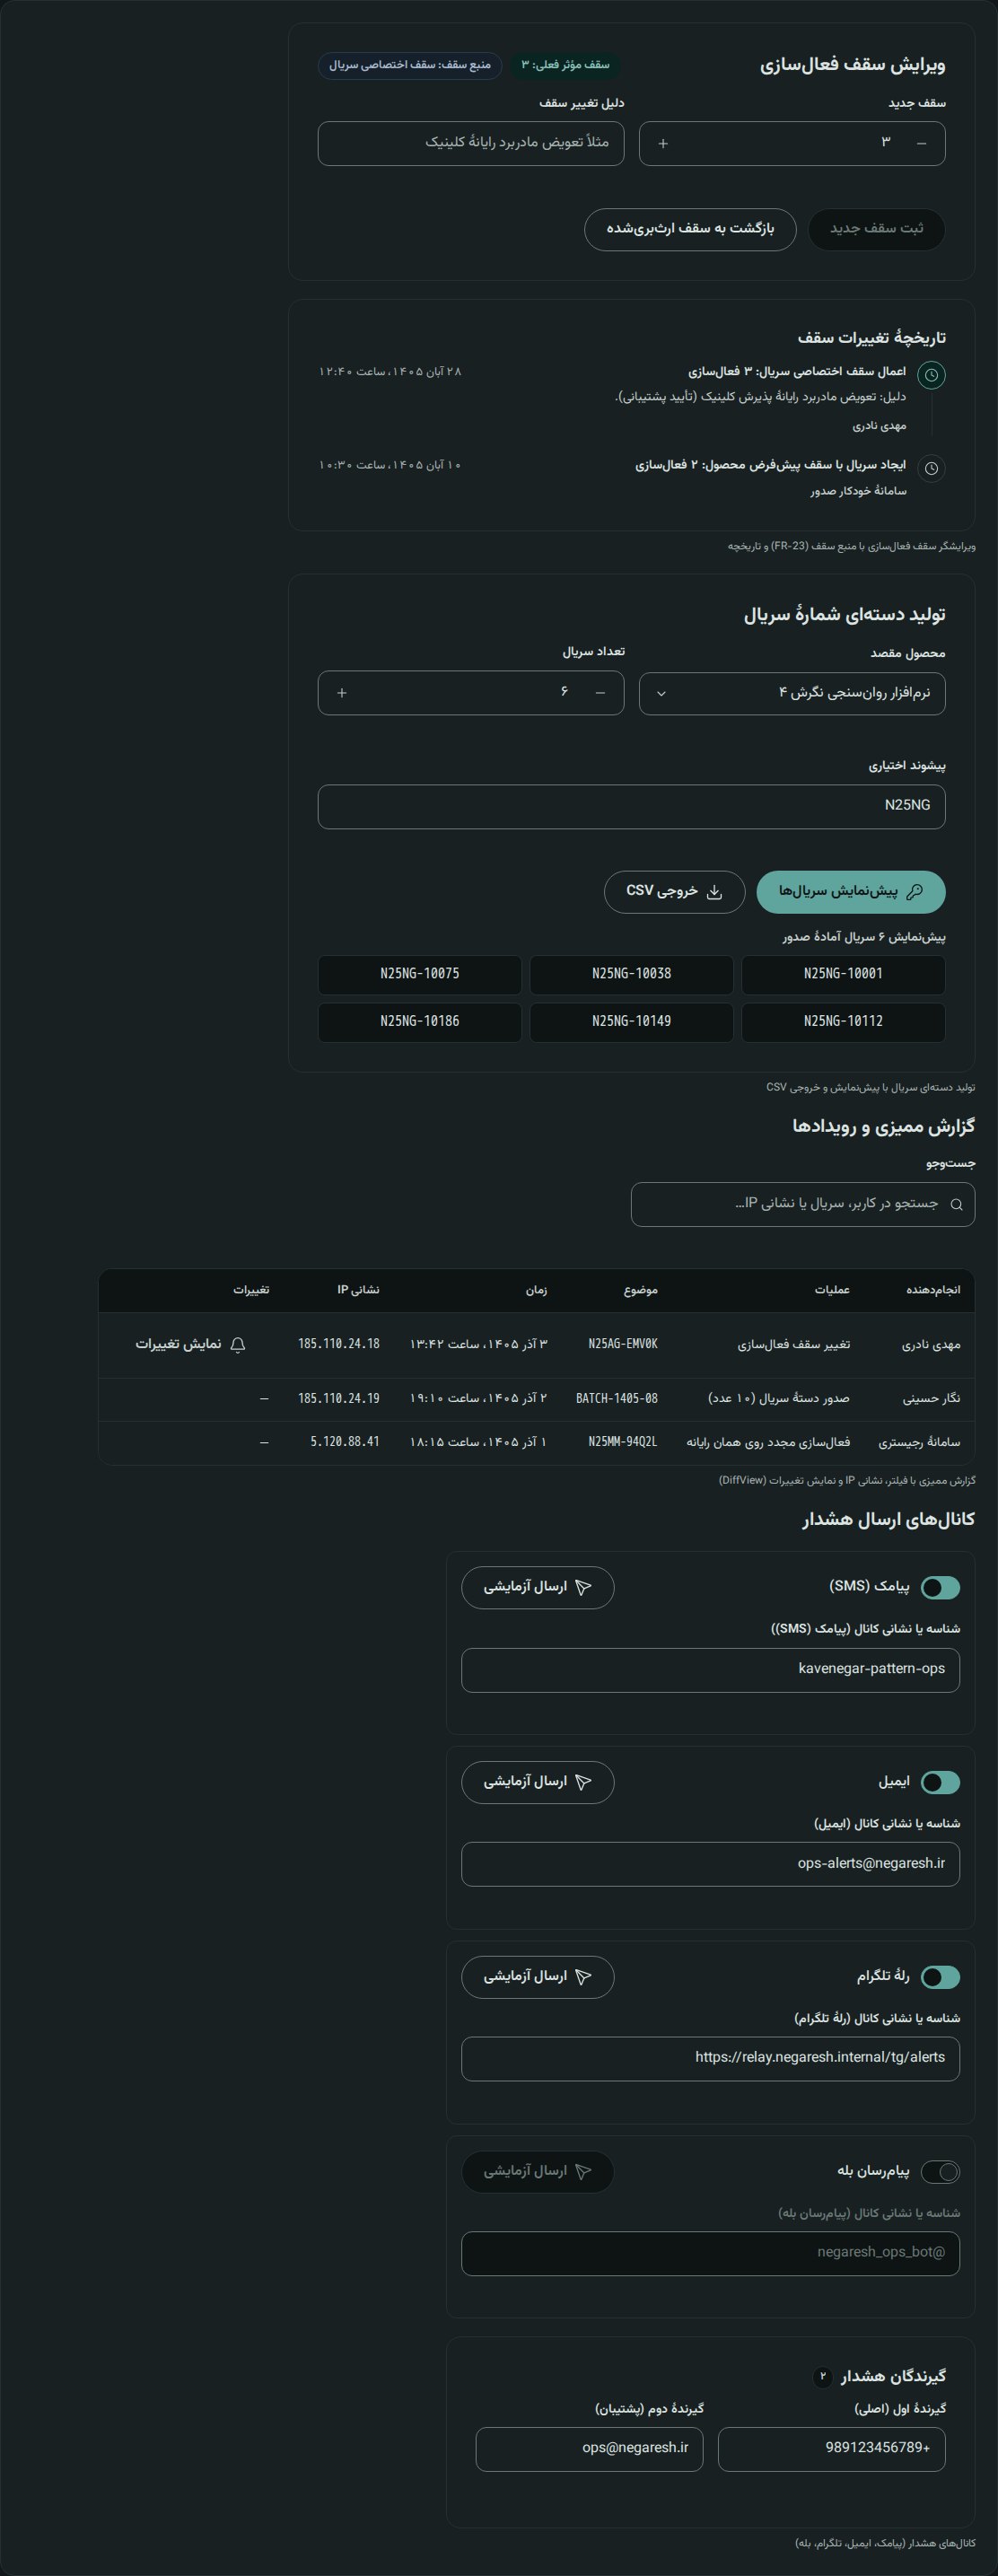 ویرایش سقف فعال‌سازی
سقف مؤثر فعلی: ۳
منبع سقف: سقف اختصاصی سریال
سقف جدید
دلیل تغییر سقف
− ۳ +
مثلاً تعویض مادربرد رایانهٔ کلینیک
ثبت سقف جدید
بازگشت به سقف ارث‌بری‌شده
تاریخچهٔ تغییرات سقف
اعمال سقف اختصاصی سریال: ۳ فعال‌سازی
۲۸ آبان ۱۴۰۵، ساعت ۱۲:۴۰
دلیل: تعویض مادربرد رایانهٔ پذیرش کلینیک (تأیید پشتیبانی).
مهدی نادری
ایجاد سریال با سقف پیش‌فرض محصول: ۲ فعال‌سازی
۱۰ آبان ۱۴۰۵، ساعت ۱۰:۳۰
سامانهٔ خودکار صدور
ویرایشگر سقف فعال‌سازی با منبع سقف (FR-23) و تاریخچه
تولید دسته‌ای شمارهٔ سریال
محصول مقصد
تعداد سریال
نرم‌افزار روان‌سنجی نگرش ۴
− ۶ +
پیشوند اختیاری
N25NG
پیش‌نمایش سریال‌ها
خروجی CSV
پیش‌نمایش ۶ سریال آمادهٔ صدور
N25NG-10001
N25NG-10038
N25NG-10075
N25NG-10112
N25NG-10149
N25NG-10186
تولید دسته‌ای سریال با پیش‌نمایش و خروجی CSV
گزارش ممیزی و رویدادها
جست‌وجو
جستجو در کاربر، سریال یا نشانی IP...
انجام‌دهنده عملیات موضوع زمان نشانی IP تغییرات
مهدی نادری تغییر سقف فعال‌سازی N25AG-EMV0K ۳ آذر ۱۴۰۵، ساعت ۱۳:۴۲ 185.110.24.18 نمایش تغییرات
نگار حسینی صدور دستهٔ سریال (۱۰ عدد) BATCH-1405-08 ۲ آذر ۱۴۰۵، ساعت ۱۹:۱۰ 185.110.24.19 —
سامانهٔ رجیستری فعال‌سازی مجدد روی همان رایانه N25MM-94Q2L ۱ آذر ۱۴۰۵، ساعت ۱۸:۱۵ 5.120.88.41 —
گزارش ممیزی با فیلتر، نشانی IP و نمایش تغییرات (DiffView)
کانال‌های ارسال هشدار
پیامک (SMS)
ارسال آزمایشی
شناسه یا نشانی کانال (پیامک (SMS))
kavenegar-pattern-ops
ایمیل
ارسال آزمایشی
شناسه یا نشانی کانال (ایمیل)
ops-alerts@negaresh.ir
رلهٔ تلگرام
ارسال آزمایشی
شناسه یا نشانی کانال (رلهٔ تلگرام)
https://relay.negaresh.internal/tg/alerts
پیام‌رسان بله
ارسال آزمایشی
شناسه یا نشانی کانال (پیام‌رسان بله)
negaresh_ops_bot@
گیرندگان هشدار ۲
گیرندهٔ اول (اصلی)
گیرندهٔ دوم (پشتیبان)
989123456789+
ops@negaresh.ir
کانال‌های هشدار (پیامک، ایمیل، تلگرام، بله)